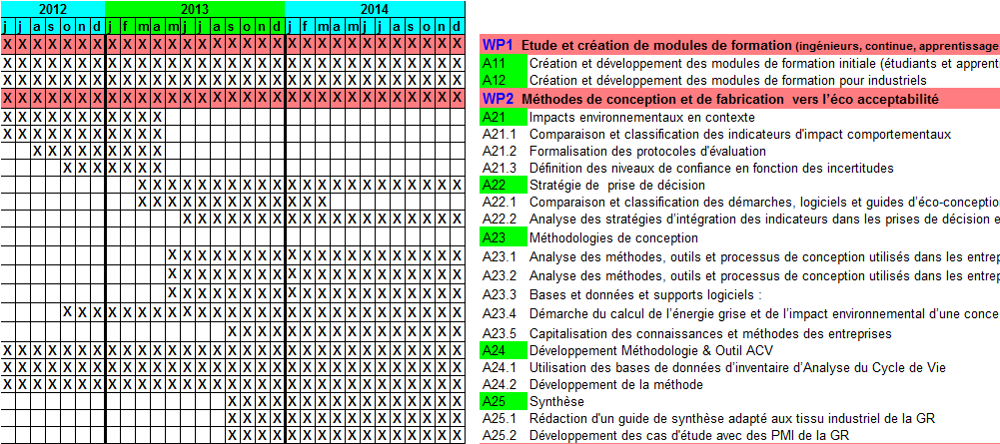 2012 2013 2014
j j a s o n d j f m a m j j a s o n d j f m a m j j a s o n d
X X X X X X X X X X X X X X X X X X X X X X X X X X X X X X X WP1 Etude et création de modules de formation (ingénieurs, continue, apprentissage
X X X X X X X X X X X X X X X X X X X X X X X X X X X X X X X A11 Création et développement des modules de formation initiale (étudiants et apprent
X X X X X X X X X X X X X X X X X X X X X X X X X X X X X X X A12 Création et développement des modules de formation pour industriels
X X X X X X X X X X X X X X X X X X X X X X X X X X X X X X X WP2 Méthodes de conception et de fabrication vers l'éco acceptabilité
X X X X X X X X X X X A21 Impacts environnementaux en contexte
X X X X X X X X X X X A21.1 Comparaison et classification des indicateurs d'impact comportementaux
X X X X X X X X X A21.2 Formalisation des protocoles d'évaluation
X X X X X X X A21.3 Définition des niveaux de confiance en fonction des incertitudes
X X X X X X X X X X X X X X X X X X X X X X A22 Stratégie de prise de décision
X X X X X X X X X X X X X A22.1 Comparaison et classification des démarches, logiciels et guides d'éco-conception
X X X X X X X X X X X X X X X X X X X A22.2 Analyse des stratégies d'intégration des indicateurs dans les prises de décision e
A23 Méthodologies de conception
X X X X X X X X X X X X X X X X X X X X A23.1 Analyse des méthodes, outils et processus de conception utilisés dans les entrep
X X X X X X X X X X X X X X X X X X X X A23.2 Analyse des méthodes, outils et processus de conception utilisés dans les entrep
X X X X X X X X X X X X X X X X X X X X A23.3 Bases et données et supports logiciels :
X X X X X X X X X X X X X X X X X X X X X X X X X X X A23.4 Démarche du calcul de l'énergie grise et de l'impact environnemental d'une conce
X X X X X X X X X X X X X X X X A23.5 Capitalisation des connaissances et méthodes des entreprises
X X X X X X X X X X X X X X X X X X X X X X X X X X X X X X X A24 Développement Méthodologie & Outil ACV
X X X X X X X X X X X X X X X X X X X X X X X X X X X X X X X A24.1 Utilisation des bases de données d'inventaire d'Analyse du Cycle de Vie
X X X X X X X X X X X X X X X X X X X X X X X X X X X X X X X A24.2 Développement de la méthode
X X X X X X X X X X X X X X X X A25 Synthèse
X X X X X X X X X X X X X X X X A25.1 Rédaction d'un guide de synthèse adapté aux tissu industriel de la GR
X X X X X X X X X X X X X X X X A25.2 Développement des cas d'étude avec des PMI de la GR